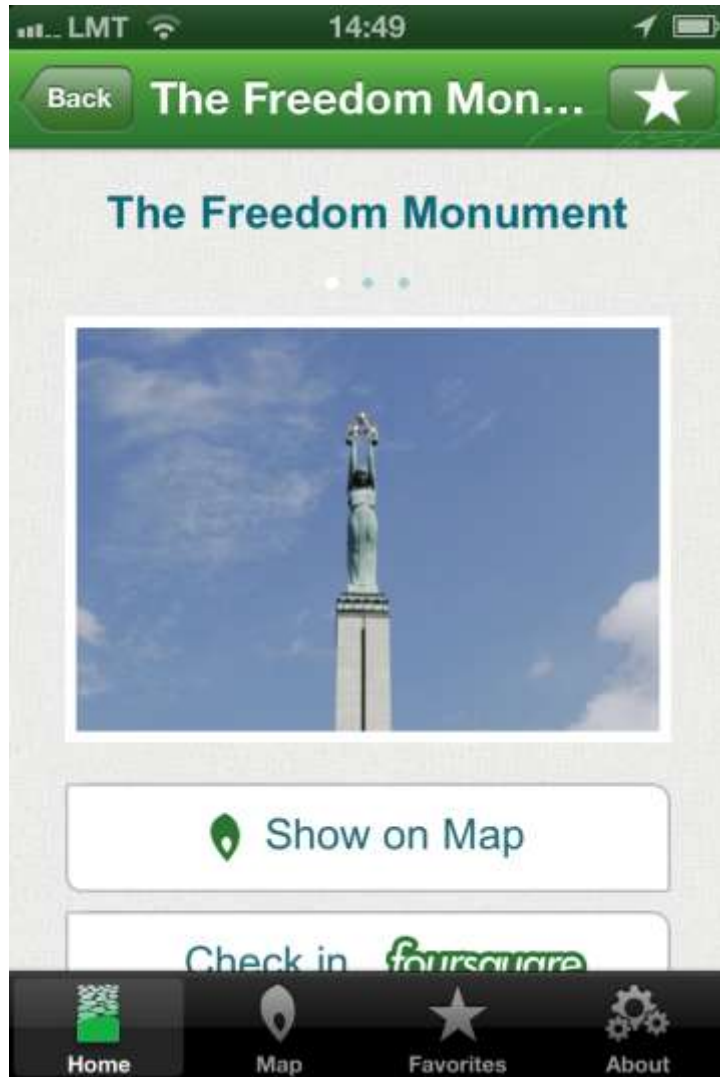 LMT 14:49
Back The Freedom Mon...
The Freedom Monument
Show on Map
Check in foursquare
Home Map Favorites About